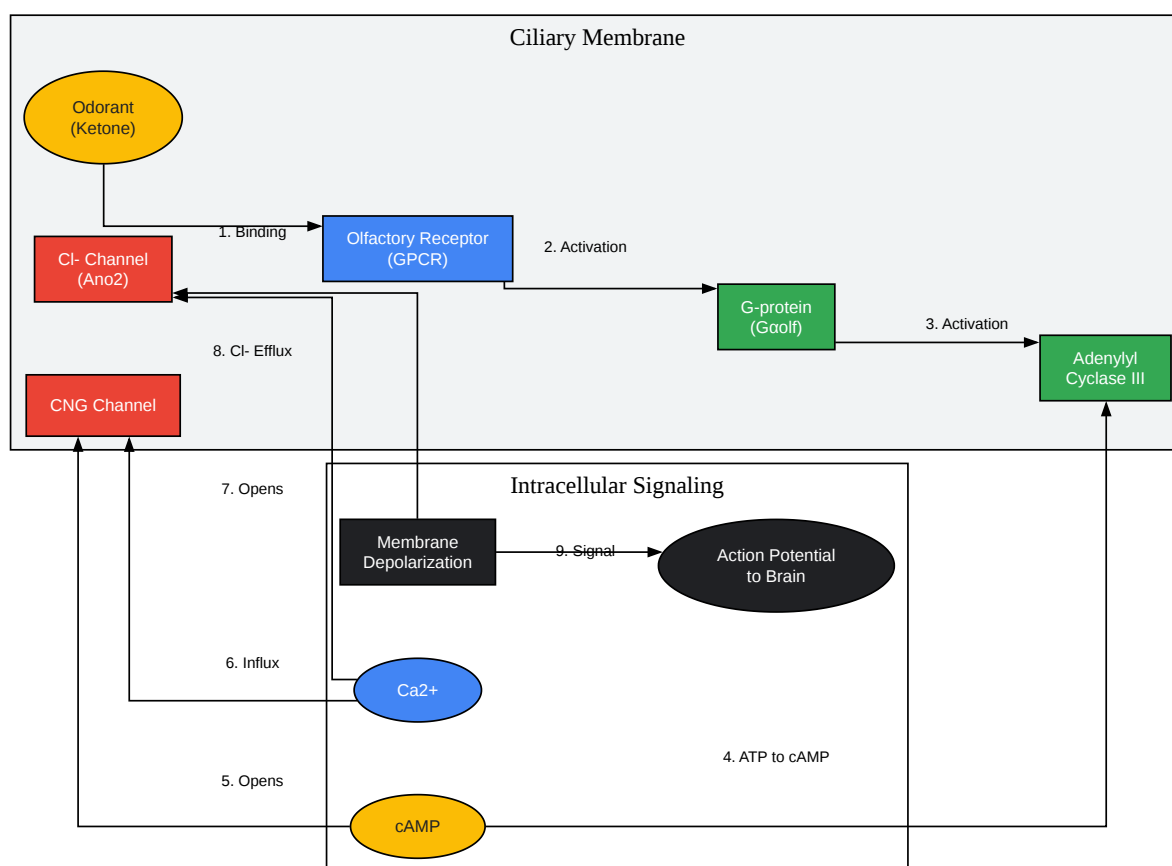 Ciliary Membrane
Odorant
(Ketone)
1. Binding
Olfactory Receptor
(GPCR)
2. Activation
Cl- Channel
(Ano2)
G-protein
(Gαolf)
3. Activation
Adenylyl
Cyclase III
8. Cl- Efflux
CNG Channel
7. Opens
Intracellular Signaling
Membrane
Depolarization
9. Signal
Action Potential
to Brain
6. Influx
Ca2+
4. ATP to cAMP
5. Opens
cAMP